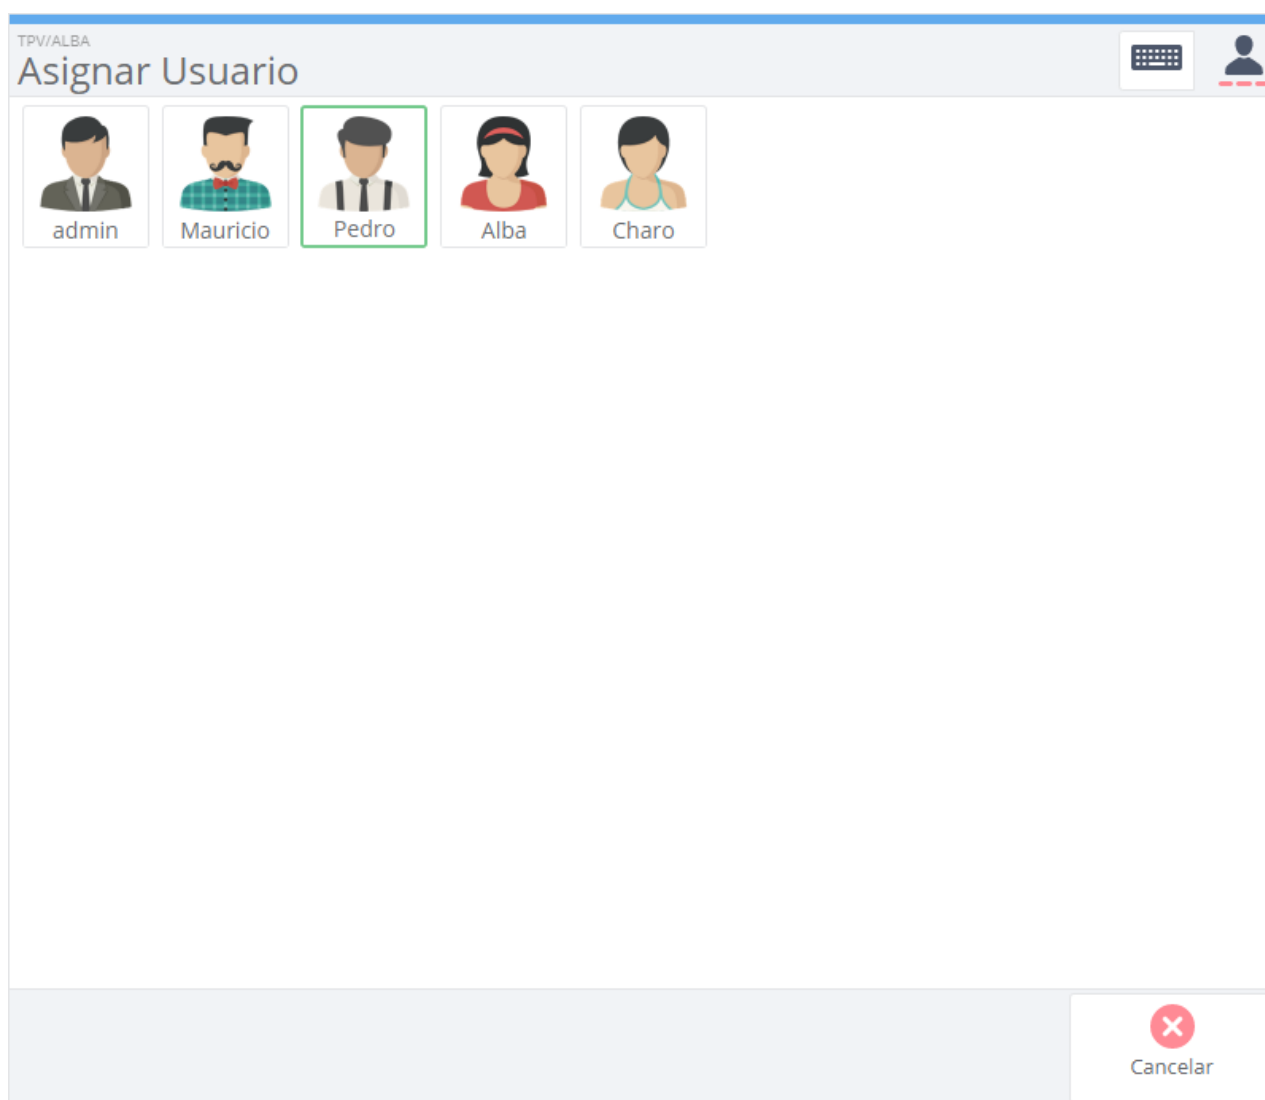 TPV/ALBA
Asignar Usuario
admin
Mauricio
Pedro
Alba
Charo
Cancelar